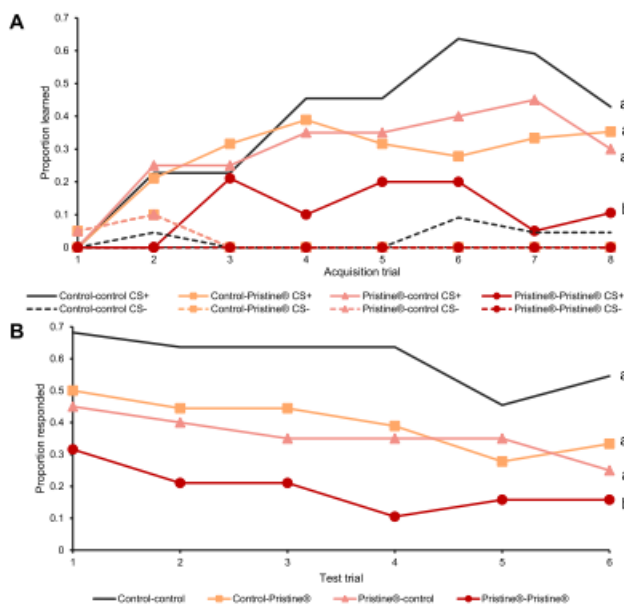 A
0.7
0.6
0.5
0.4
0.3
0.2
0.1
0
Proportion learned
1 2 3 4 5 6 7 8
Acquisition trial
a
a
a
Control-control CS+ Control-Pristine® CS+ Pristine®-control CS+ Pristine®-Pristine® CS+
Control-control CS- Control-Pristine® CS- Pristine®-control CS- Pristine®-Pristine® CS-
B
0.7
0.6
0.5
0.4
0.3
0.2
0.1
0
Proportion responded
1 2 3 4 5 6
Test trial
a
a
Control-control Control-Pristine® Pristine®-control Pristine®-Pristine®